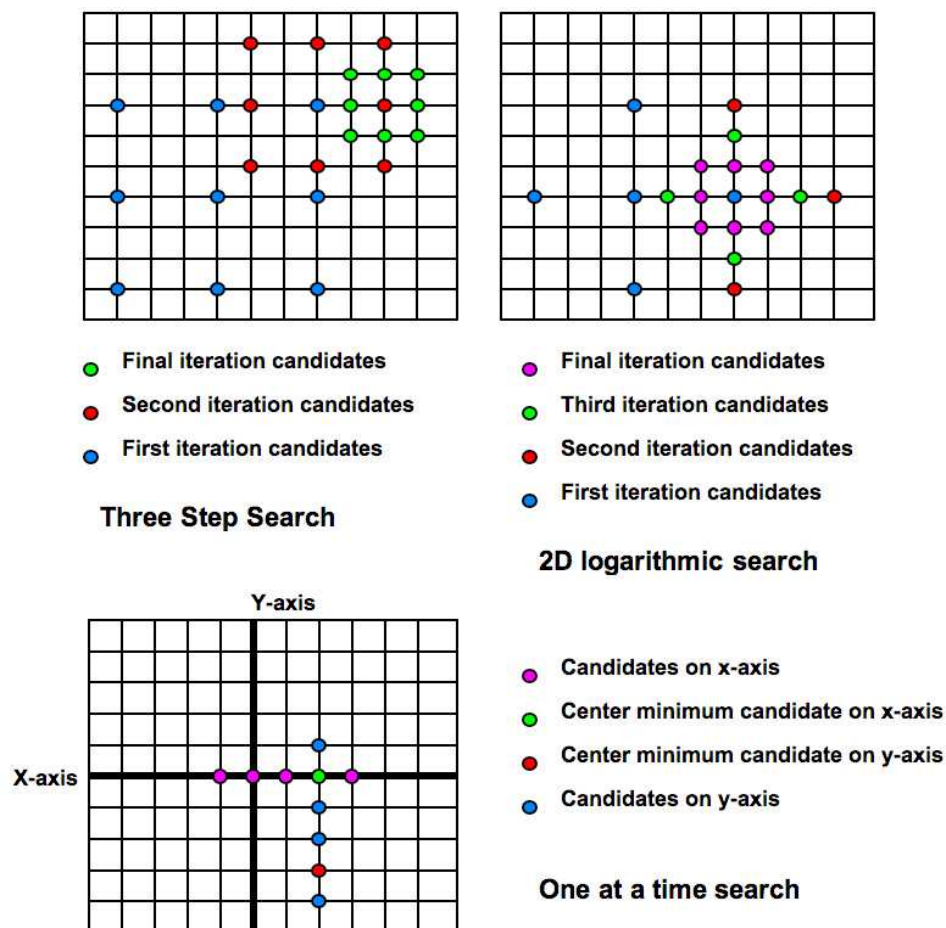 Final iteration candidates
Second iteration candidates
First iteration candidates
Three Step Search
Final iteration candidates
Third iteration candidates
Second iteration candidates
First iteration candidates
2D logarithmic search
Y-axis
X-axis
Candidates on x-axis
Center minimum candidate on x-axis
Center minimum candidate on y-axis
Candidates on y-axis
One at a time search